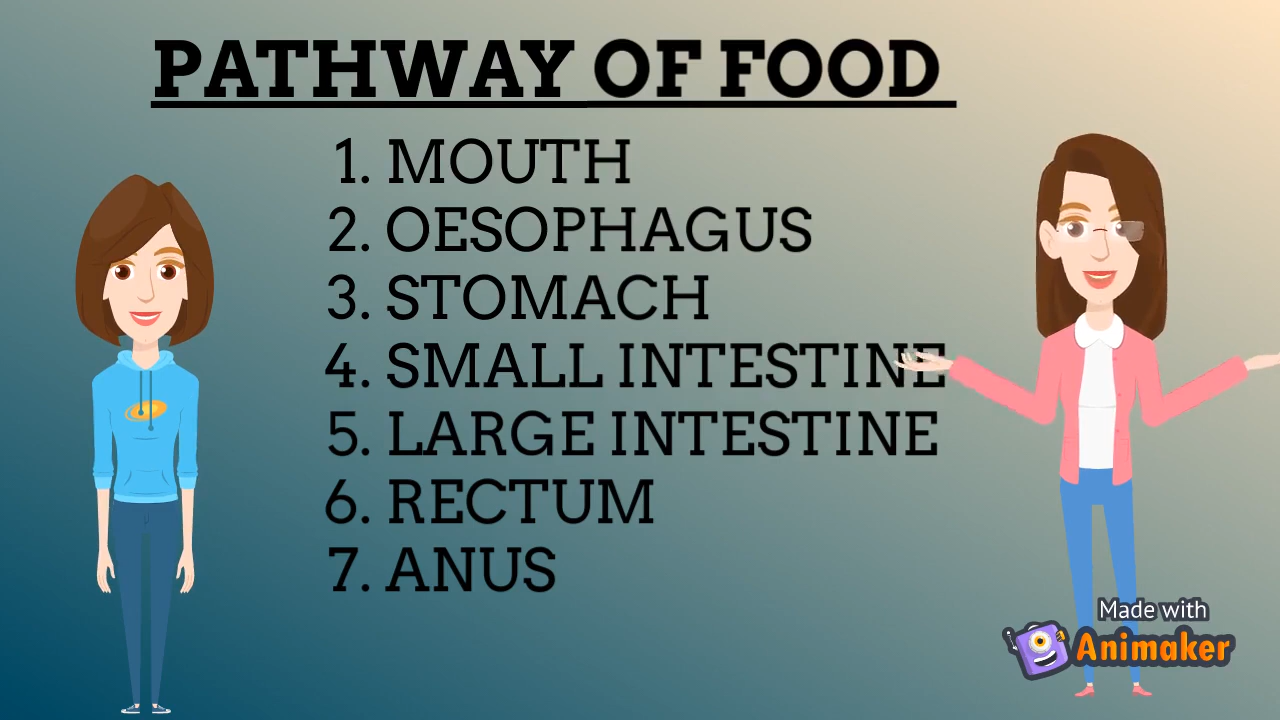 PATHWAY OF FOOD
1. MOUTH
2. OESOPHAGUS
3. STOMACH
4. SMALL INTESTINE
5. LARGE INTESTINE
6. RECTUM
7. ANUS
Made with
Animaker